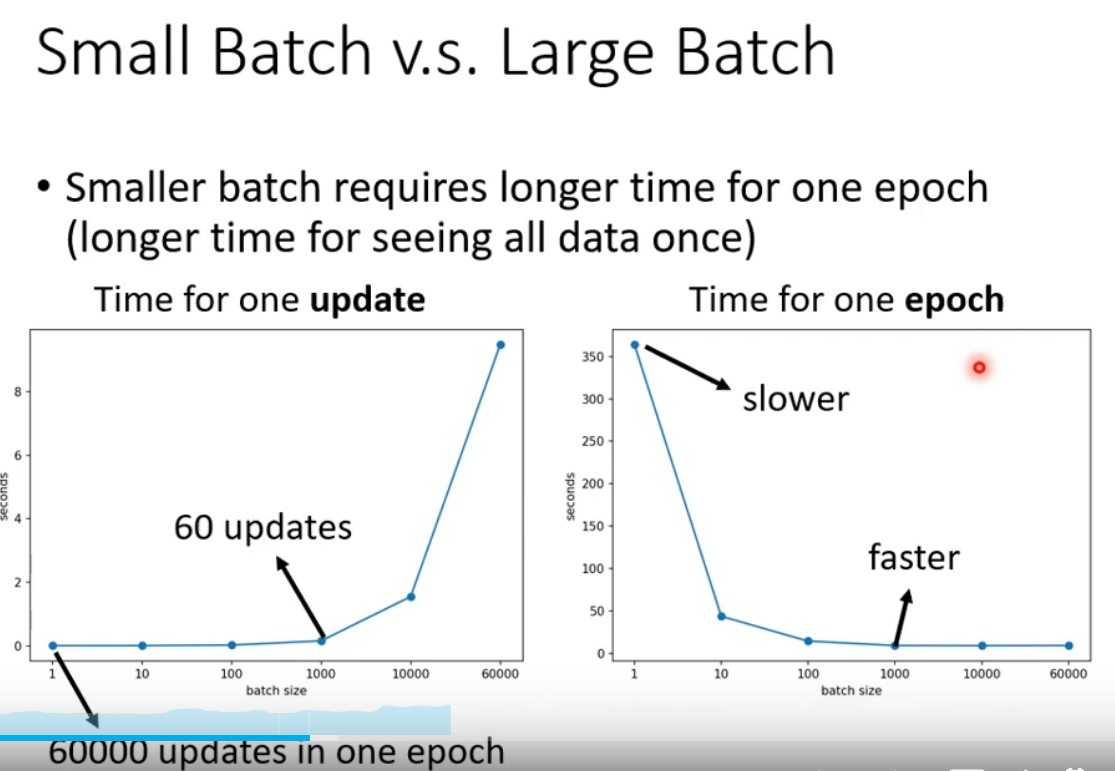 Small Batch v.s. Large Batch
• Smaller batch requires longer time for one epoch
(longer time for seeing all data once)
Time for one update
8
6
4
2
0
seconds
60 updates
1 10 100 1000 10000 60000
batch size
60000 updates in one epoch
Time for one epoch
350
300
250
200
150
100
50
0
seconds
slower
faster
1 10 100 1000 10000 60000
batch size